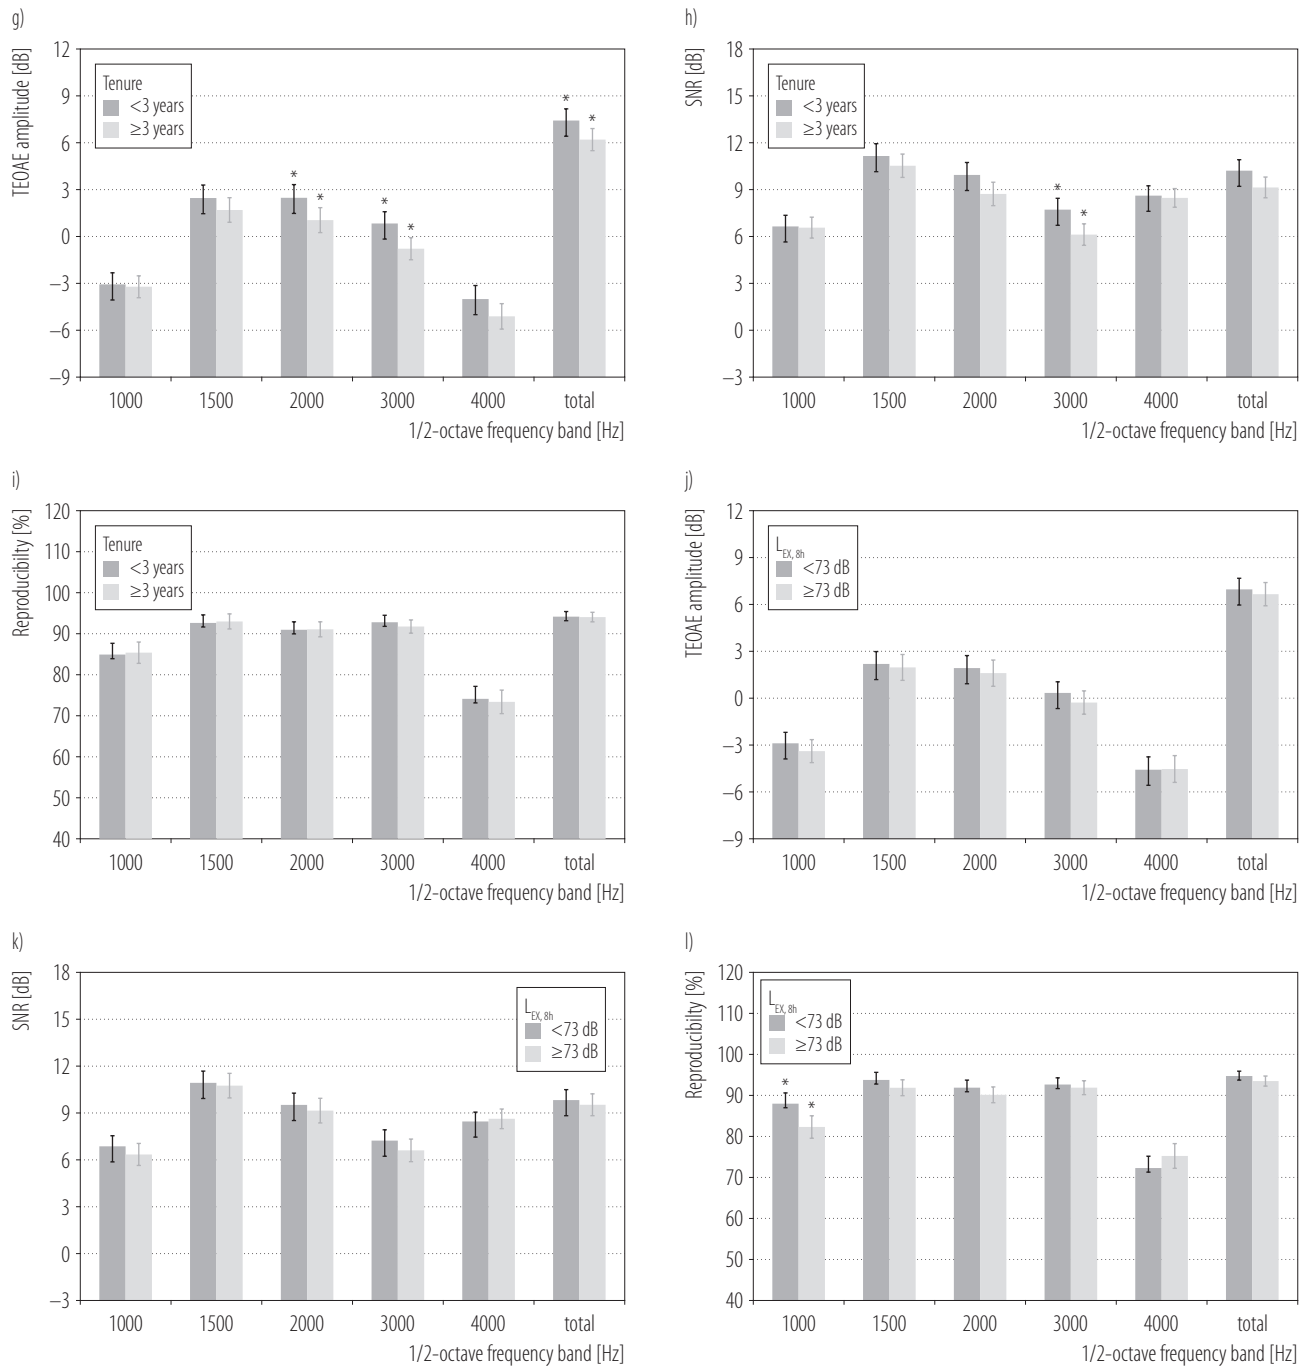 g)
TEOAE amplitude [dB]
12
9
6
3
0
−3
−6
−9
Tenure
<3 years
≥3 years
* * * * * *
1000 1500 2000 3000 4000 total
1/2-octave frequency band [Hz]
h)
SNR [dB]
18
15
12
9
6
3
0
−3
Tenure
<3 years
≥3 years
* *
1000 1500 2000 3000 4000 total
1/2-octave frequency band [Hz]
i)
Reproducibilty [%]
120
110
100
90
80
70
60
50
40
Tenure
<3 years
≥3 years
1000 1500 2000 3000 4000 total
1/2-octave frequency band [Hz]
j)
TEOAE amplitude [dB]
12
9
6
3
0
−3
−6
−9
L EX, 8h
<73 dB
≥73 dB
1000 1500 2000 3000 4000 total
1/2-octave frequency band [Hz]
k)
SNR [dB]
18
15
12
9
6
3
0
−3
L EX, 8h
<73 dB
≥73 dB
1000 1500 2000 3000 4000 total
1/2-octave frequency band [Hz]
l)
Reproducibilty [%]
120
110
100
90
80
70
60
50
40
L EX, 8h
<73 dB
≥73 dB
* *
1000 1500 2000 3000 4000 total
1/2-octave frequency band [Hz]